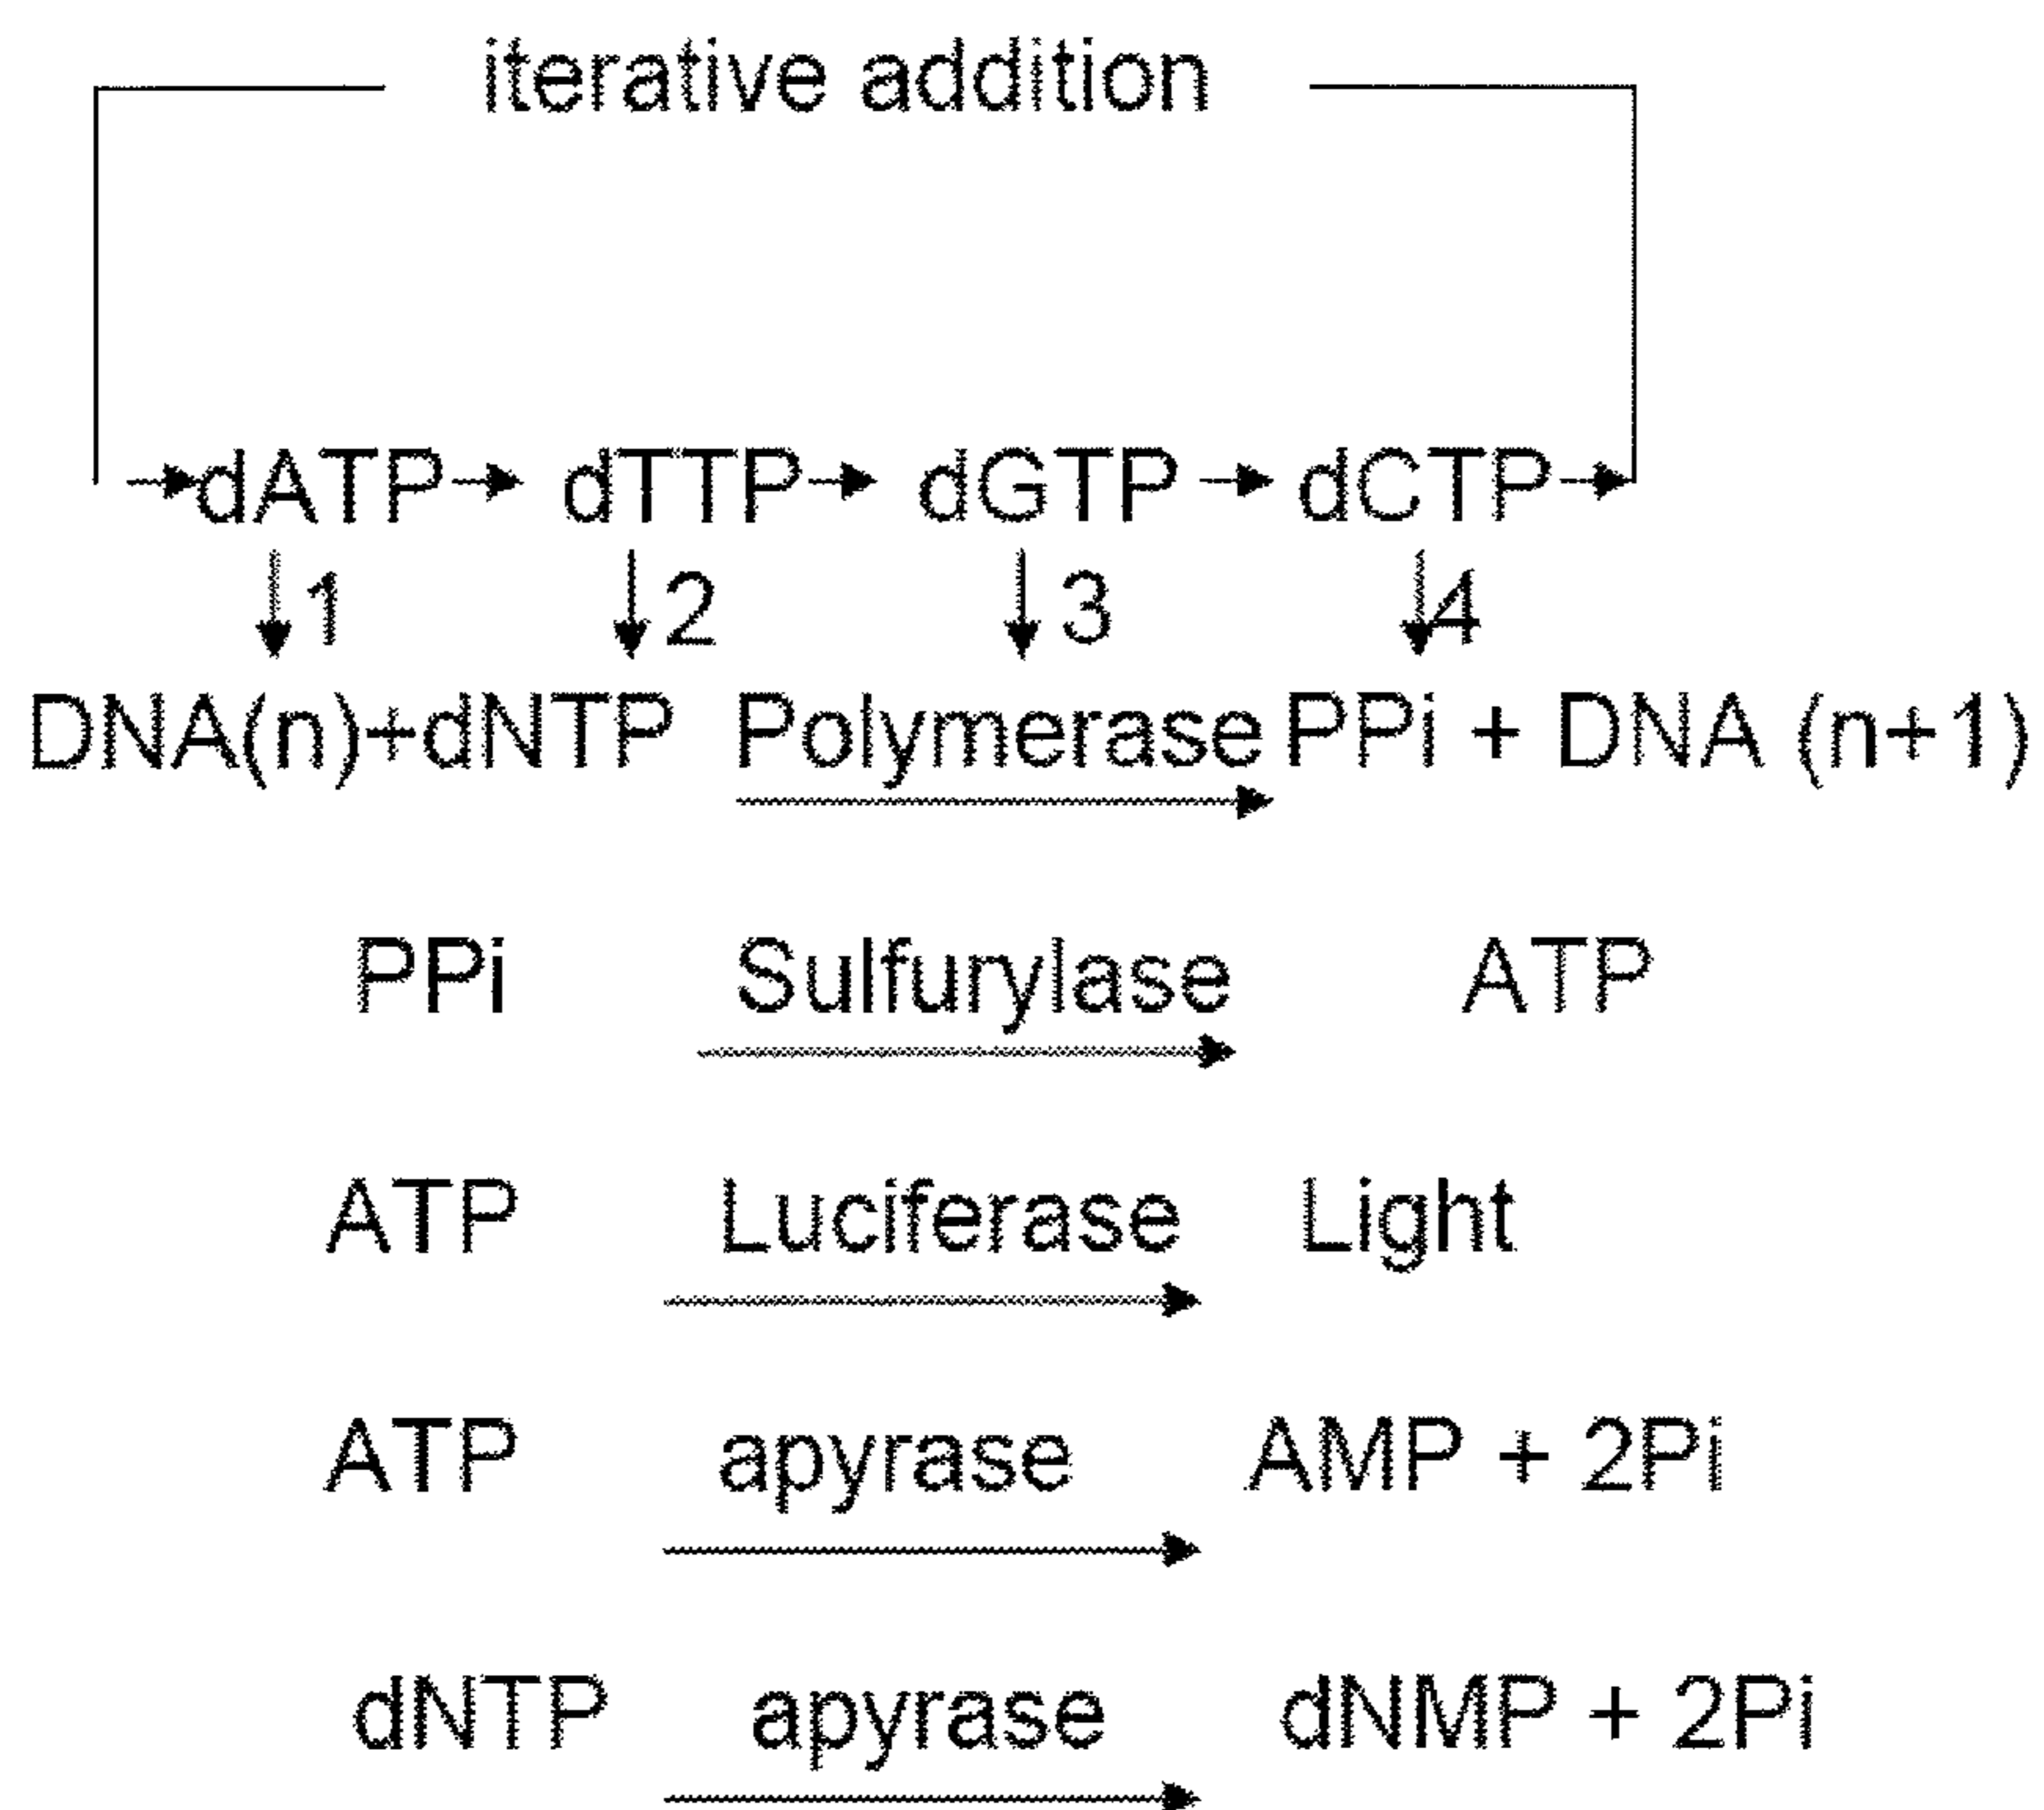 iterative addition
dATP dTTP dGTP dCTP
1 2 3 4
DNA(n)+dNTP Polymerase PPi + DNA (n+1)
PPi Sulfurylase ATP
ATP Luciferase Light
ATP apyrase AMP + 2Pi
dNTP apyrase dNMP + 2Pi